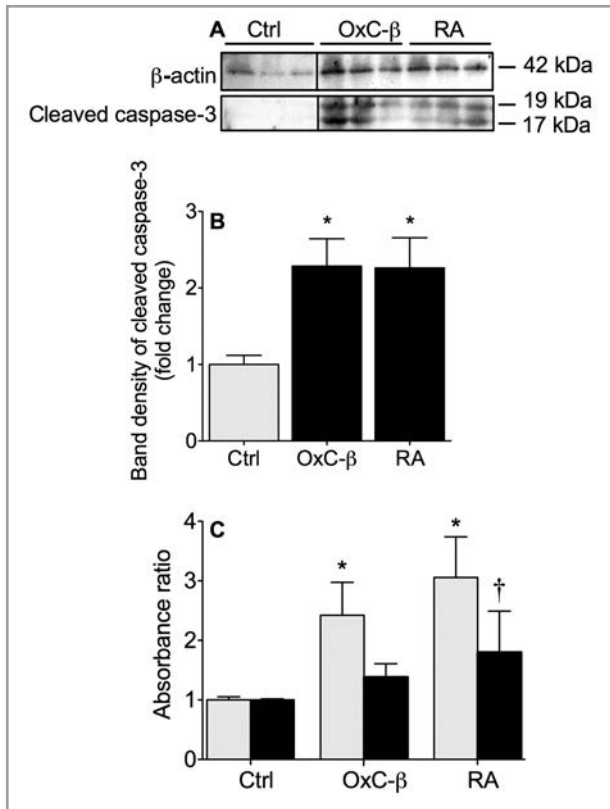 A Ctrl OxC-β RA
β-actin — 42 kDa
Cleaved caspase-3 — 19 kDa
— 17 kDa
B
Band density of cleaved caspase-3
(fold change)
3
* *
2
1
0
Ctrl OxC-β RA
C
Absorbance ratio
4
*
3
* †
2
1
0
Ctrl OxC-β RA